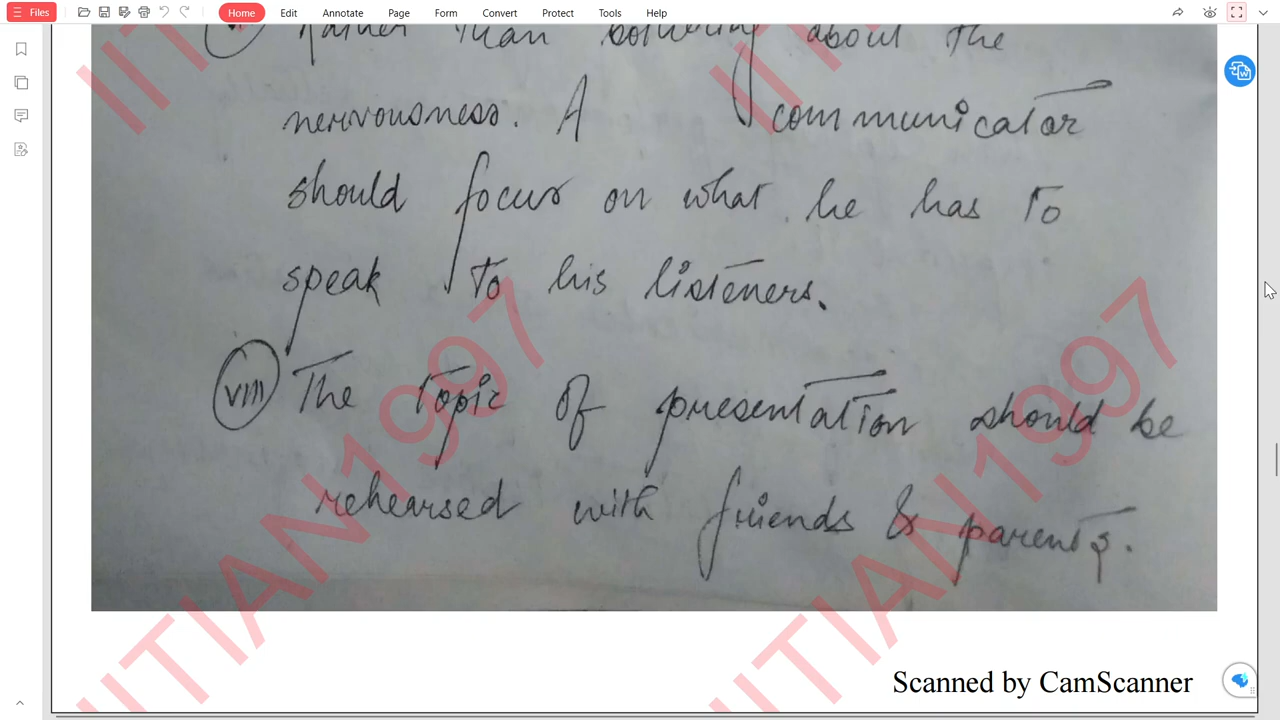 Files
Home
Edit
Annotate
Page
Form
Convert
Protect
Tools
Help
Rather than bothering about the
nervousness. A communicator
should focus on what he has to
speak to his listeners.
VIII The topic of presentation should be
rehearsed with friends & parents.
IITIAN1997
IITIAN1997
Scanned by CamScanner